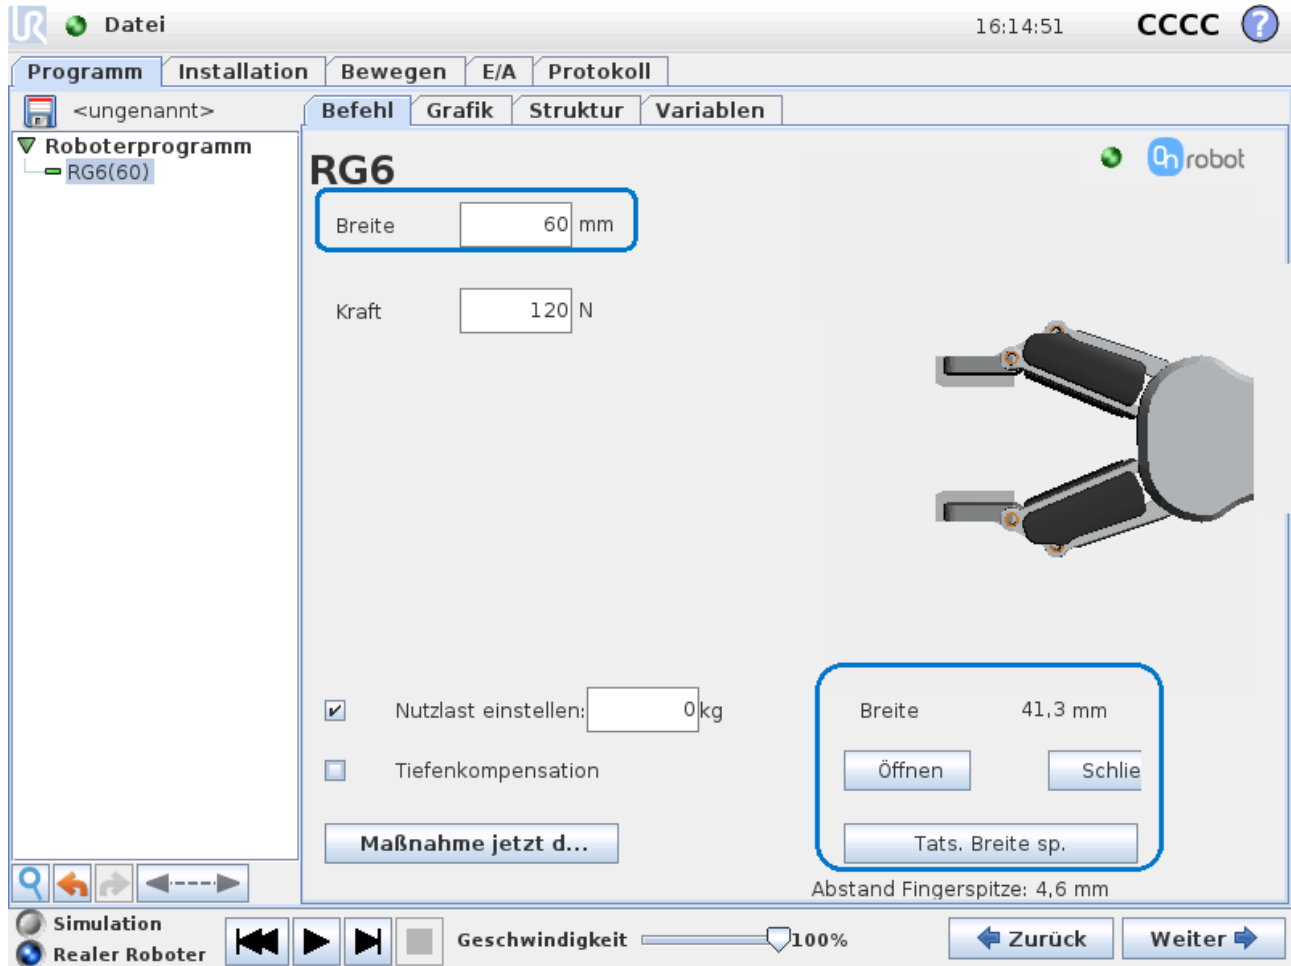 UR Datei 16:14:51 CCCC ?
Programm Installation Bewegen E/A Protokoll
<ungenannt> Befehl Grafik Struktur Variablen
Roboterprogramm
RG6(60)
RG6
On robot
Breite 60 mm
Kraft 120 N
Nutzlast einstellen: 0 kg
Breite 41,3 mm
Tiefenkompensation
Öffnen Schlie
Maßnahme jetzt d...
Tats. Breite sp.
Abstand Fingerspitze: 4,6 mm
Simulation
Realer Roboter
Geschwindigkeit 100%
Zurück Weiter